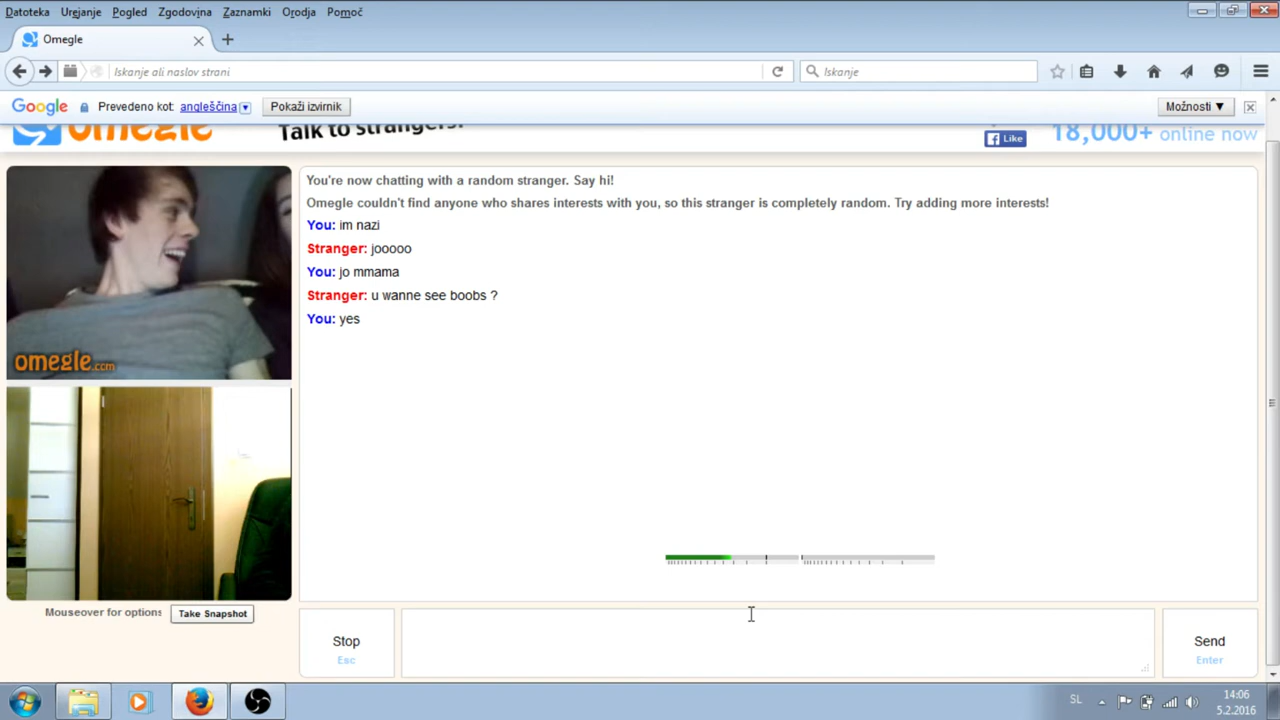 Datoteka Urejanje Pogled Zgodovina Zaznamki Orodja Pomoč
Omegle
Iskanje ali naslov strani
Iskanje
Google Prevedeno kot: angleščina Pokaži izvirnik Možnosti ▼
omegle Talk to strangers! Like 18,000+ online now
You're now chatting with a random stranger. Say hi!
Omegle couldn't find anyone who shares interests with you, so this stranger is completely random. Try adding more interests!
You: im nazi
Stranger: jooooo
You: jo mmama
Stranger: u wanne see boobs ?
You: yes
omegle.com
Mouseover for options Take Snapshot
Stop
Esc
Send
Enter
SL
14:06
5.2.2016